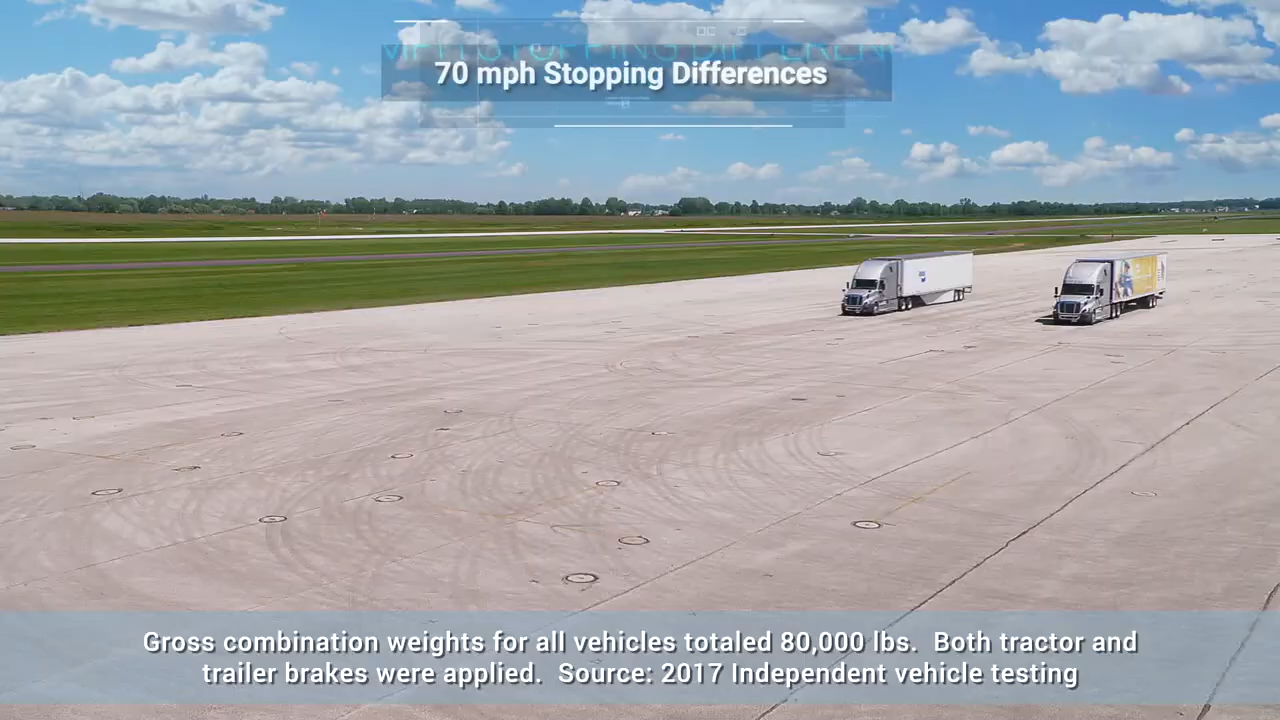 70 mph Stopping Differences
Gross combination weights for all vehicles totaled 80,000 lbs.  Both tractor and
trailer brakes were applied.  Source: 2017 Independent vehicle testing